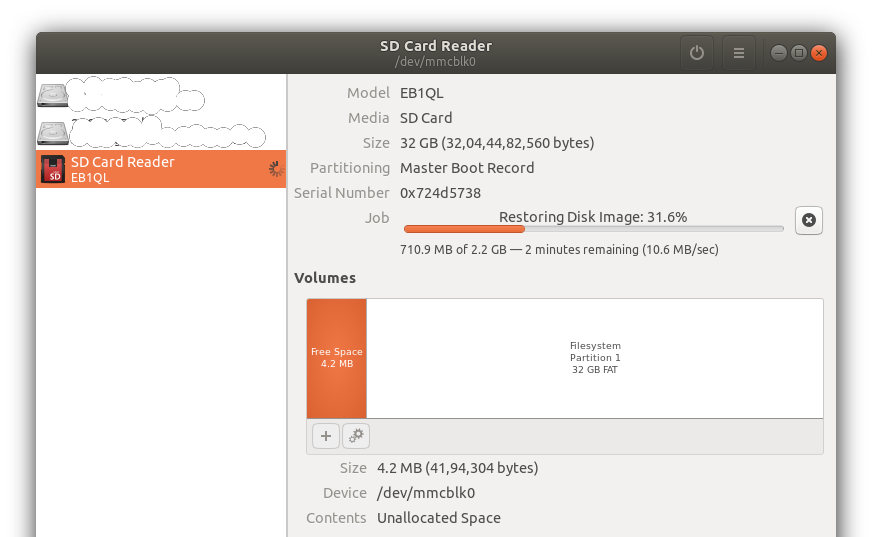 SD Card Reader
/dev/mmcblk0
SD Card Reader
EB1QL
SD
Model EB1QL
Media SD Card
Size 32 GB (32,04,44,82,560 bytes)
Partitioning Master Boot Record
Serial Number 0x724d5738
Job Restoring Disk Image: 31.6%
710.9 MB of 2.2 GB — 2 minutes remaining (10.6 MB/sec)
Volumes
Free Space
4.2 MB
Filesystem
Partition 1
32 GB FAT
Size 4.2 MB (41,94,304 bytes)
Device /dev/mmcblk0
Contents Unallocated Space